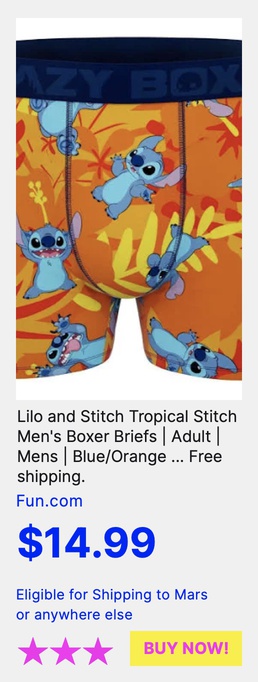 AZY BOX
Lilo and Stitch Tropical Stitch
Men's Boxer Briefs | Adult |
Mens | Blue/Orange ... Free
shipping.
Fun.com
$14.99
Eligible for Shipping to Mars
or anywhere else
BUY NOW!